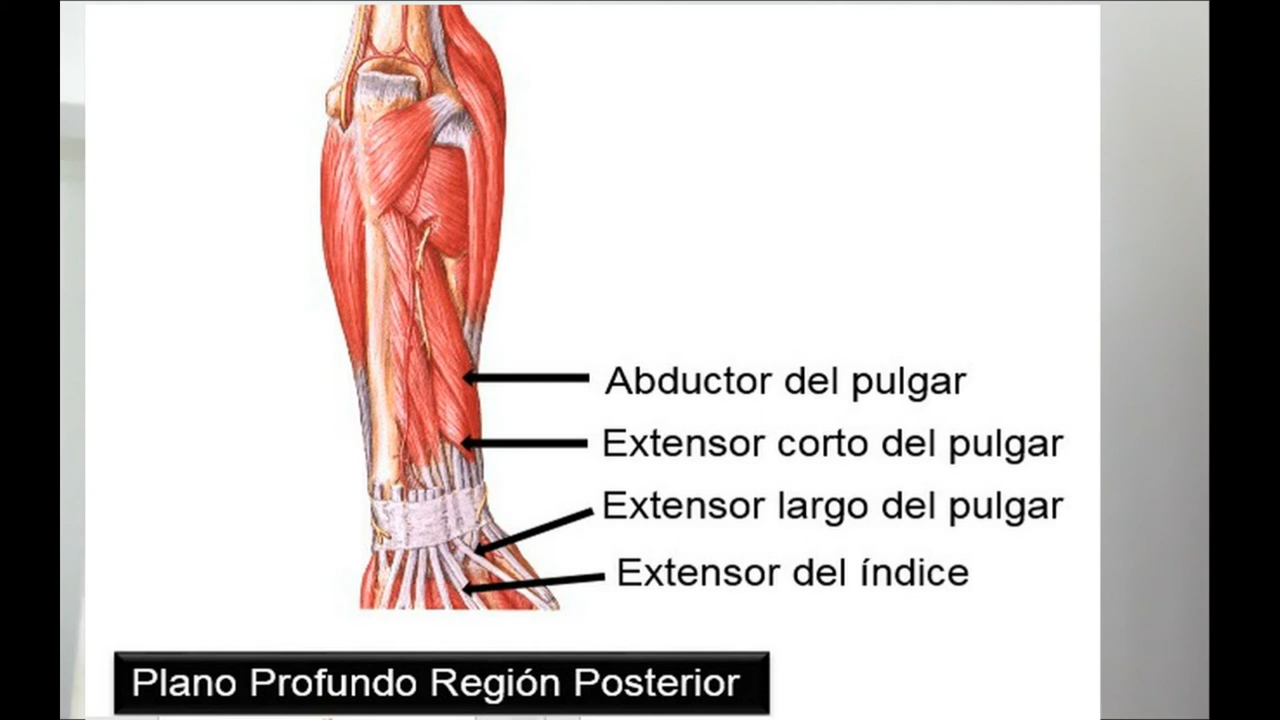 Abductor del pulgar
Extensor corto del pulgar
Extensor largo del pulgar
Extensor del índice
Plano Profundo Región Posterior